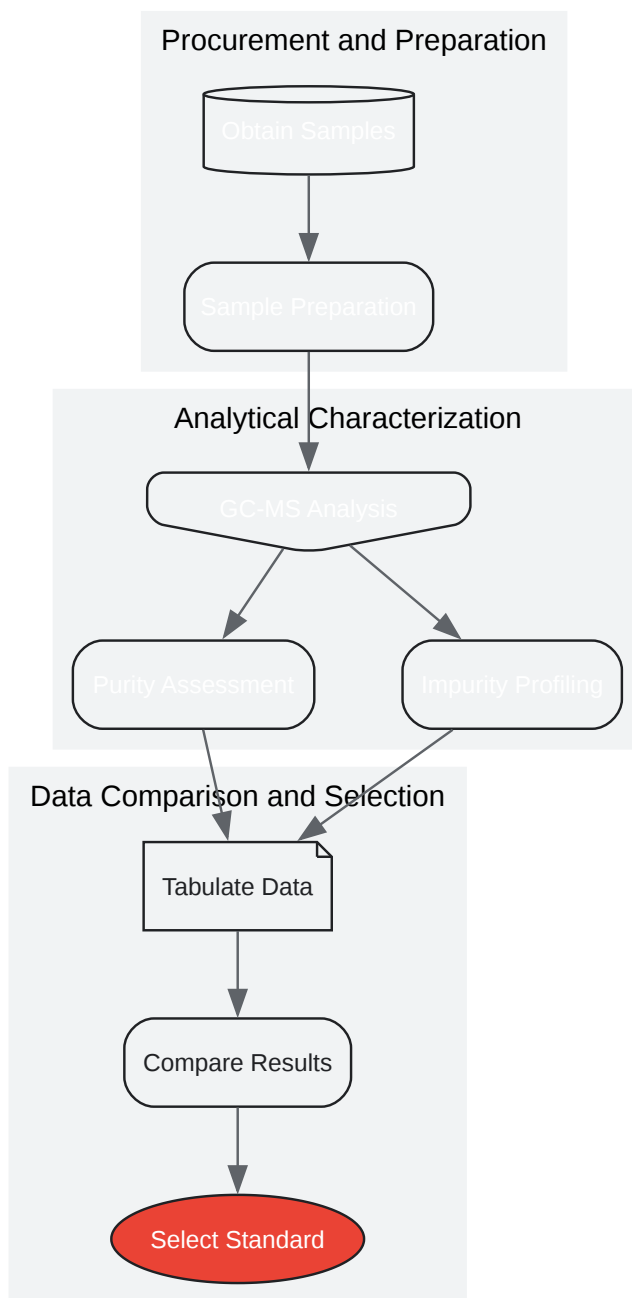 Procurement and Preparation
Obtain Samples
Sample Preparation
Analytical Characterization
GC-MS Analysis
Purity Assessment
Impurity Profiling
Data Comparison and Selection
Tabulate Data
Compare Results
Select Standard